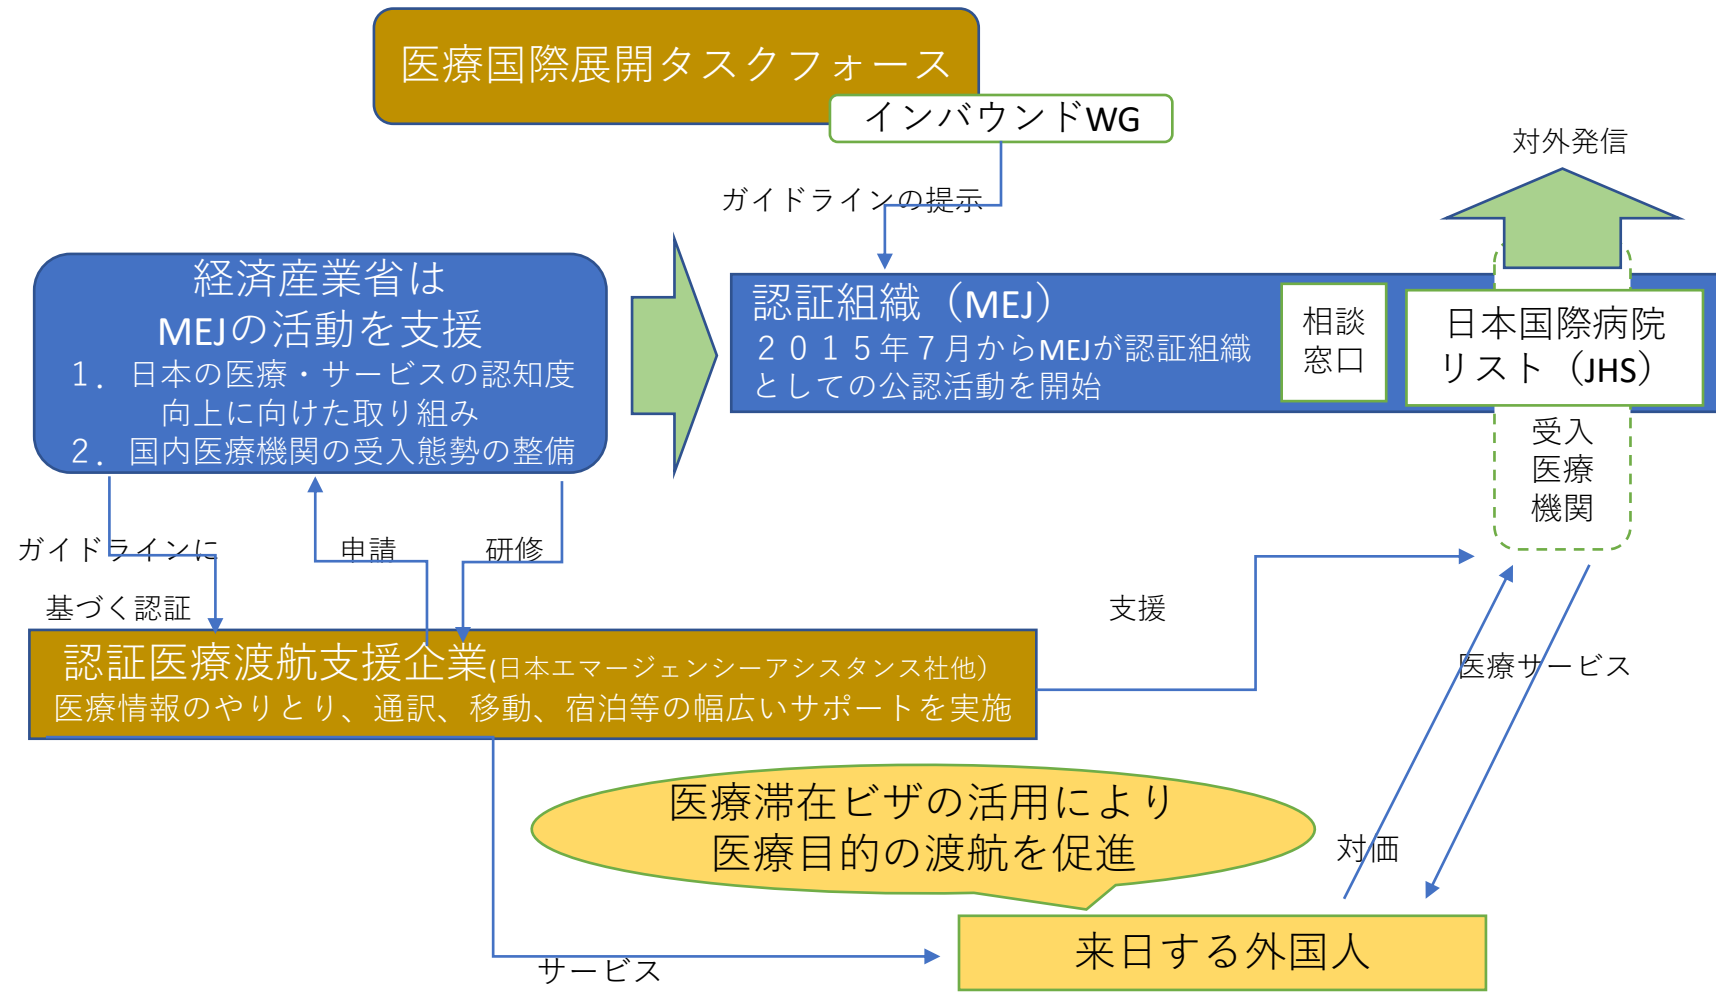 医療国際展開タスクフォース
インバウンドWG
対外発信
ガイドラインの提示
経済産業省は
MEJの活動を支援
1．日本の医療・サービスの認知度
向上に向けた取り組み
2．国内医療機関の受入態勢の整備
認証組織（MEJ）
２０１５年７月からMEJが認証組織
としての公認活動を開始
相談
窓口
日本国際病院
リスト（JHS）
受入
医療
機関
ガイドラインに
基づく認証
申請
研修
支援
認証医療渡航支援企業(日本エマージェンシーアシスタンス社他）
医療情報のやりとり、通訳、移動、宿泊等の幅広いサポートを実施
医療サービス
対価
医療滞在ビザの活用により
医療目的の渡航を促進
来日する外国人
サービス